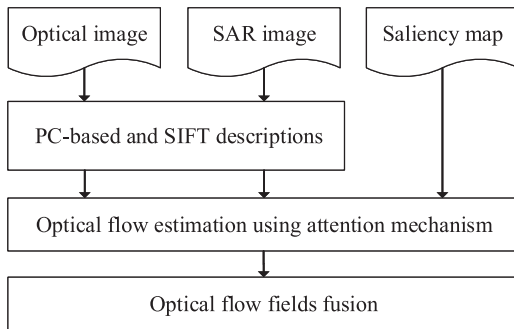 Optical image
SAR image
Saliency map
PC-based and SIFT descriptions
Optical flow estimation using attention mechanism
Optical flow fields fusion